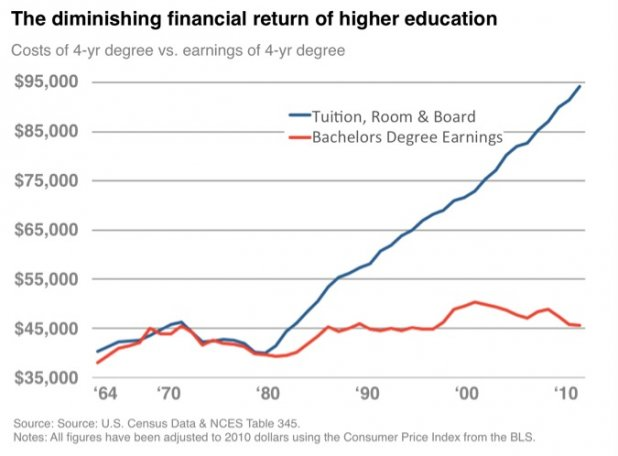 The diminishing financial return of higher education
Costs of 4-yr degree vs. earnings of 4-yr degree
$95,000
$85,000
$75,000
$65,000
$55,000
$45,000
$35,000
Tuition, Room & Board
Bachelors Degree Earnings
‘64 ‘70 ‘80 ‘90 ‘00 ‘10
Source: Source: U.S. Census Data & NCES Table 345.
Notes: All figures have been adjusted to 2010 dollars using the Consumer Price Index from the BLS.